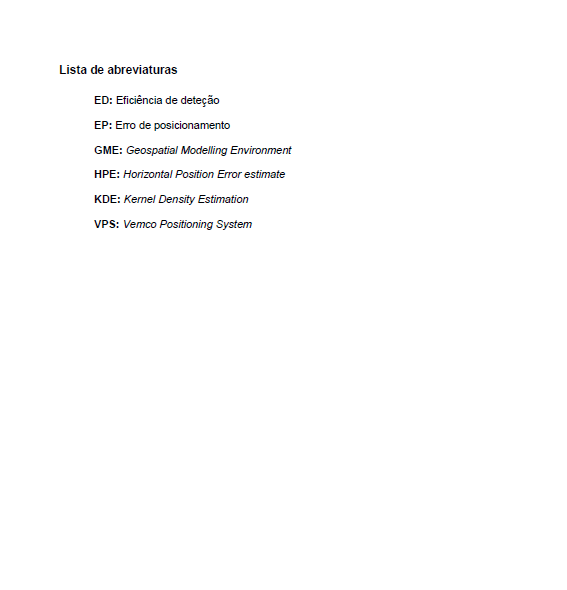 Lista de abreviaturas
ED: Eficiência de deteção
EP: Erro de posicionamento
GME: Geospatial Modelling Environment
HPE: Horizontal Position Error estimate
KDE: Kernel Density Estimation
VPS: Vemco Positioning System